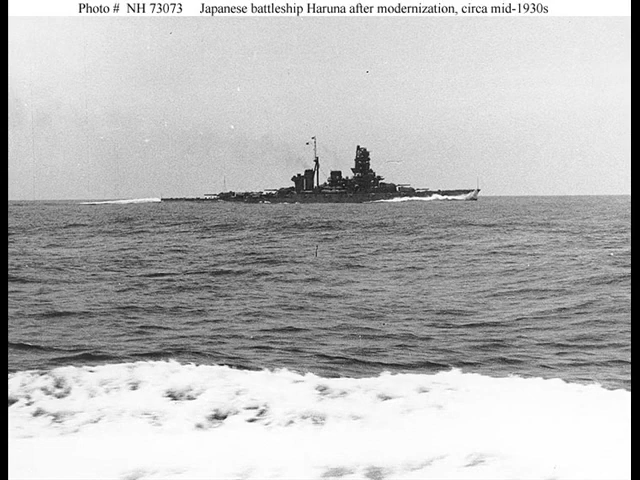 Photo # NH 73073 Japanese battleship Haruna after modernization, circa mid-1930s